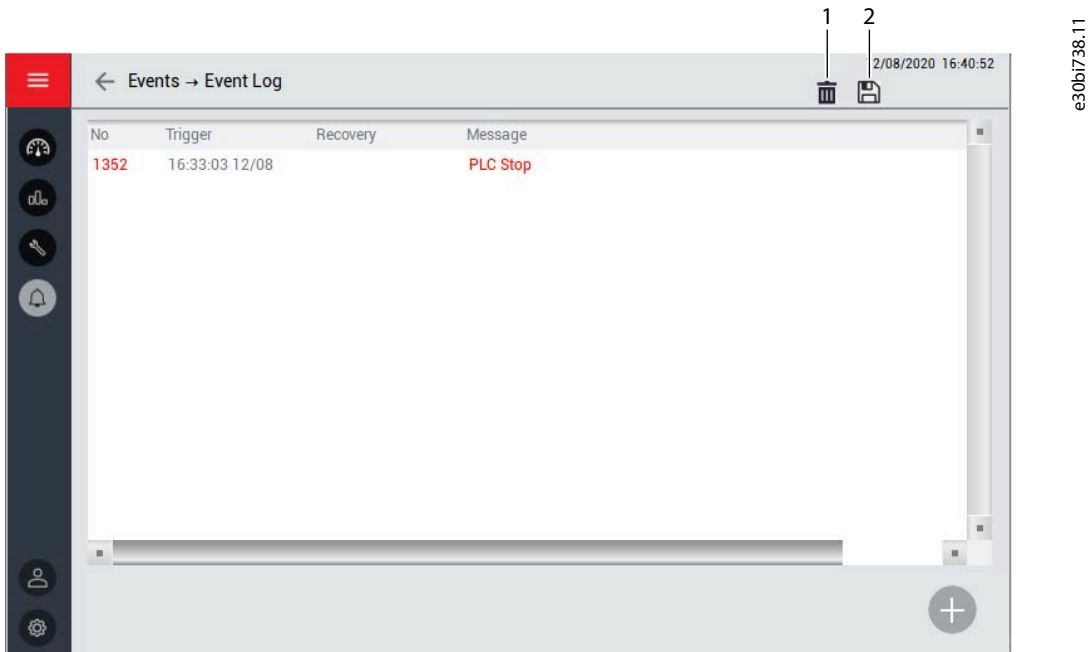 1 2
e30bi738.11
2/08/2020 16:40:52
Events → Event Log
No Trigger Recovery Message
1352 16:33:03 12/08 PLC Stop